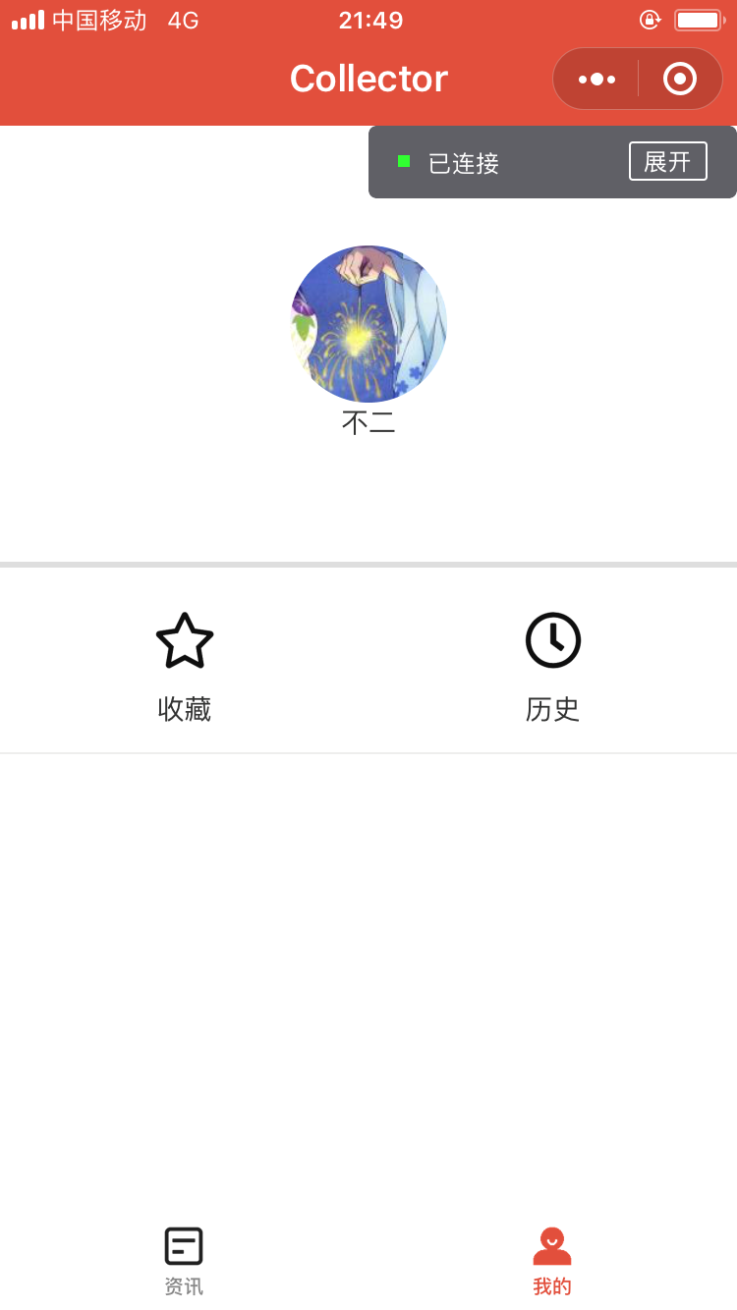 中国移动 4G 21:49
Collector
已连接 展开
不二
收藏 历史
资讯 我的